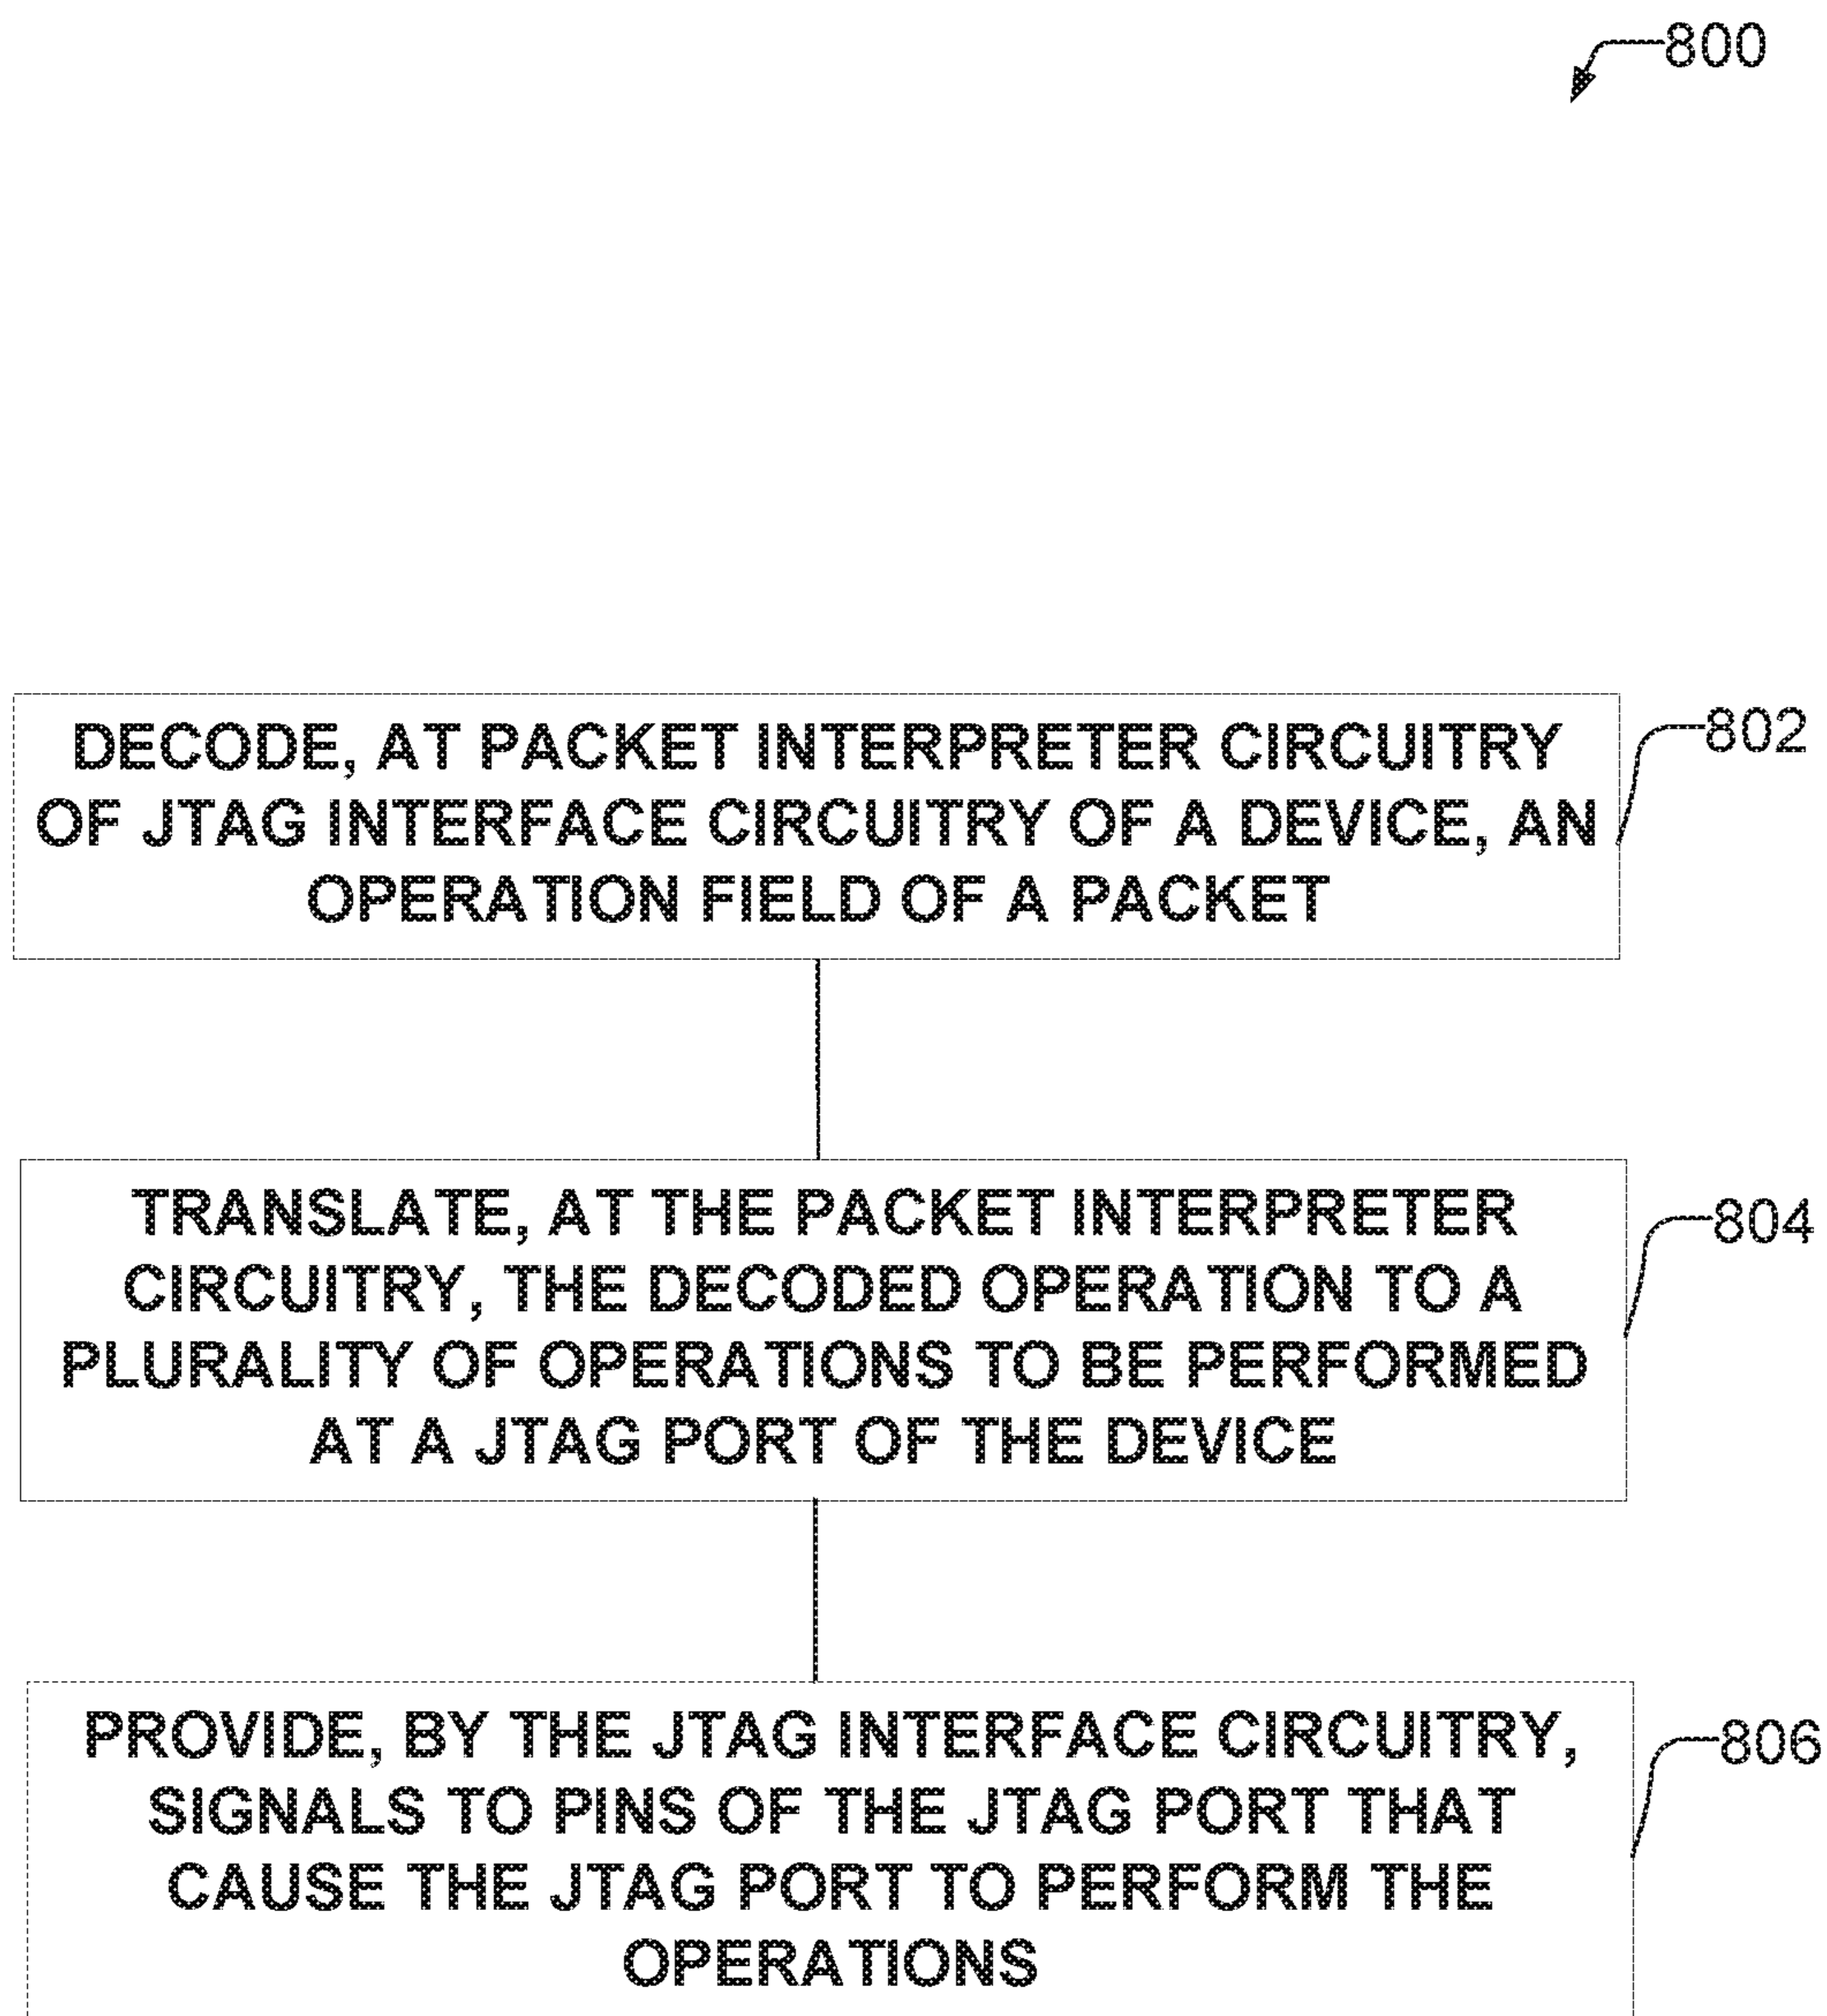 800
DECODE, AT PACKET INTERPRETER CIRCUITRY
OF JTAG INTERFACE CIRCUITRY OF A DEVICE, AN
OPERATION FIELD OF A PACKET
802
TRANSLATE, AT THE PACKET INTERPRETER
CIRCUITRY, THE DECODED OPERATION TO A
PLURALITY OF OPERATIONS TO BE PERFORMED
AT A JTAG PORT OF THE DEVICE
804
PROVIDE, BY THE JTAG INTERFACE CIRCUITRY,
SIGNALS TO PINS OF THE JTAG PORT THAT
CAUSE THE JTAG PORT TO PERFORM THE
OPERATIONS
806